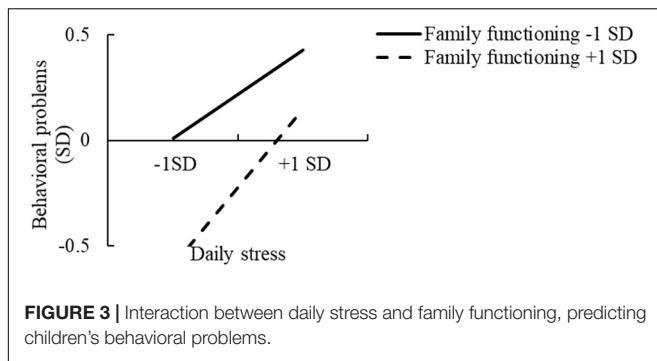 0.5
Family functioning -1 SD
Family functioning +1 SD
Behavioral problems
(SD)
0
-1SD
+1 SD
-0.5
Daily stress
FIGURE 3 | Interaction between daily stress and family functioning, predicting
children's behavioral problems.